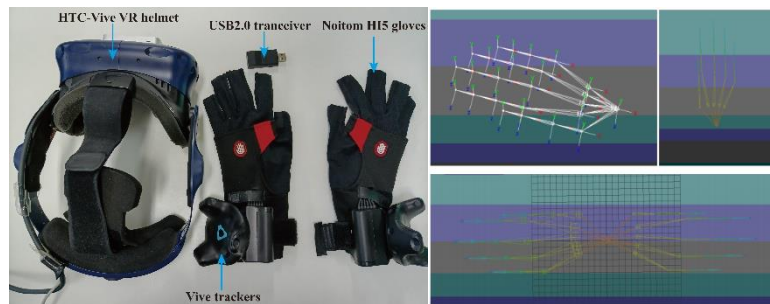 HTC-Vive VR helmet
USB2.0 tranceiver
Noitom HI5 gloves
Vive trackers